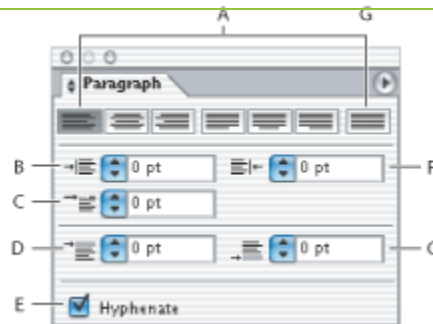 A G
Paragraph
B 0 pt 0 pt F
C 0 pt
D 0 pt 0 pt
E Hyphenate